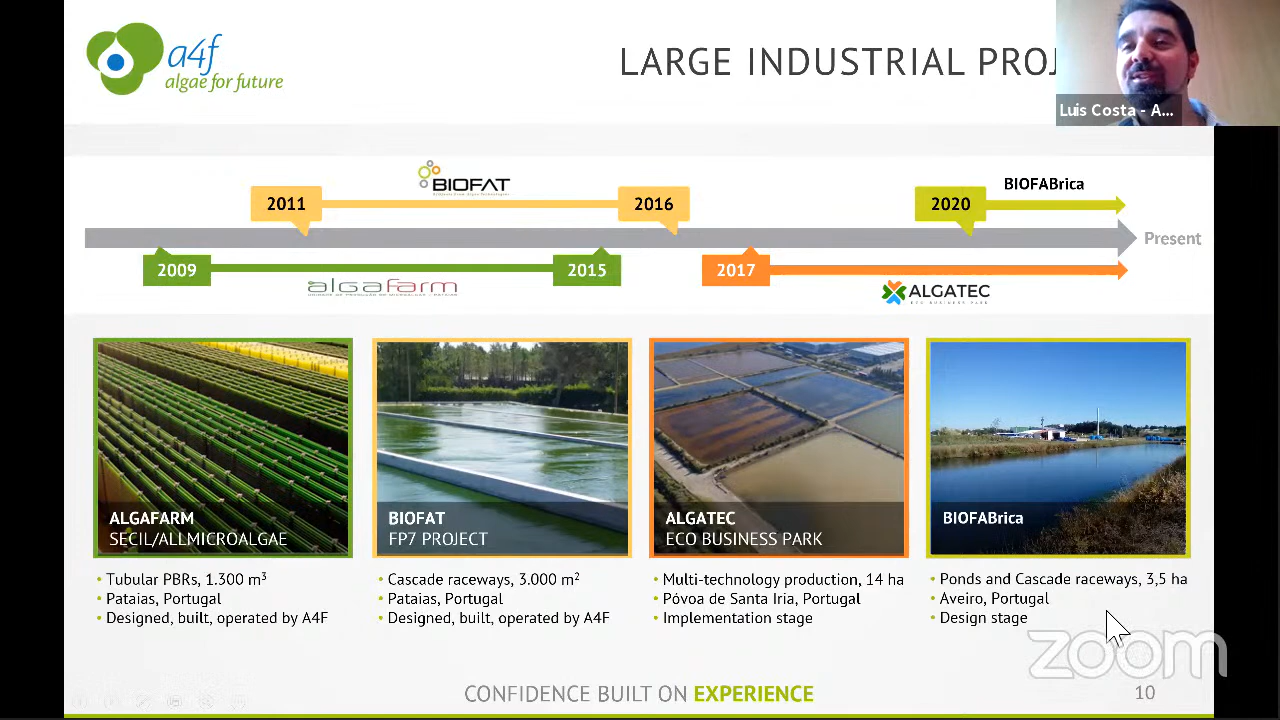 a4f
algae for future
LARGE INDUSTRIAL PROJ
Luis Costa - A...
BIOFAT
BIOFABrica
2011
2016
2020
Present
2009
2015
2017
algafarm
ALGATEC
ECO BUSINESS PARK
ALGAFARM
SECIL/ALLMICROALGAE
BIOFAT
FP7 PROJECT
ALGATEC
ECO BUSINESS PARK
BIOFABrica
• Tubular PBRs, 1.300 m³
• Pataias, Portugal
• Designed, built, operated by A4F
• Cascade raceways, 3.000 m²
• Pataias, Portugal
• Designed, built, operated by A4F
• Multi-technology production, 14 ha
• Póvoa de Santa Iria, Portugal
• Implementation stage
• Ponds and Cascade raceways, 3,5 ha
• Aveiro, Portugal
• Design stage
zoom
CONFIDENCE BUILT ON EXPERIENCE
10